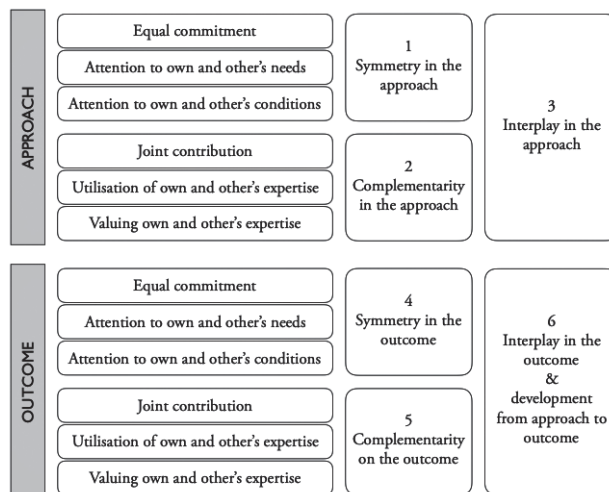 APPROACH
Equal commitment
Attention to own and other's needs
Attention to own and other's conditions
Joint contribution
Utilisation of own and other's expertise
Valuing own and other's expertise
1
Symmetry in the
approach
2
Complementarity
in the approach
3
Interplay in the
approach
OUTCOME
Equal commitment
Attention to own and other's needs
Attention to own and other's conditions
Joint contribution
Utilisation of own and other's expertise
Valuing own and other's expertise
4
Symmetry in the
outcome
5
Complementarity
on the outcome
6
Interplay in the
outcome
&
development
from approach to
outcome